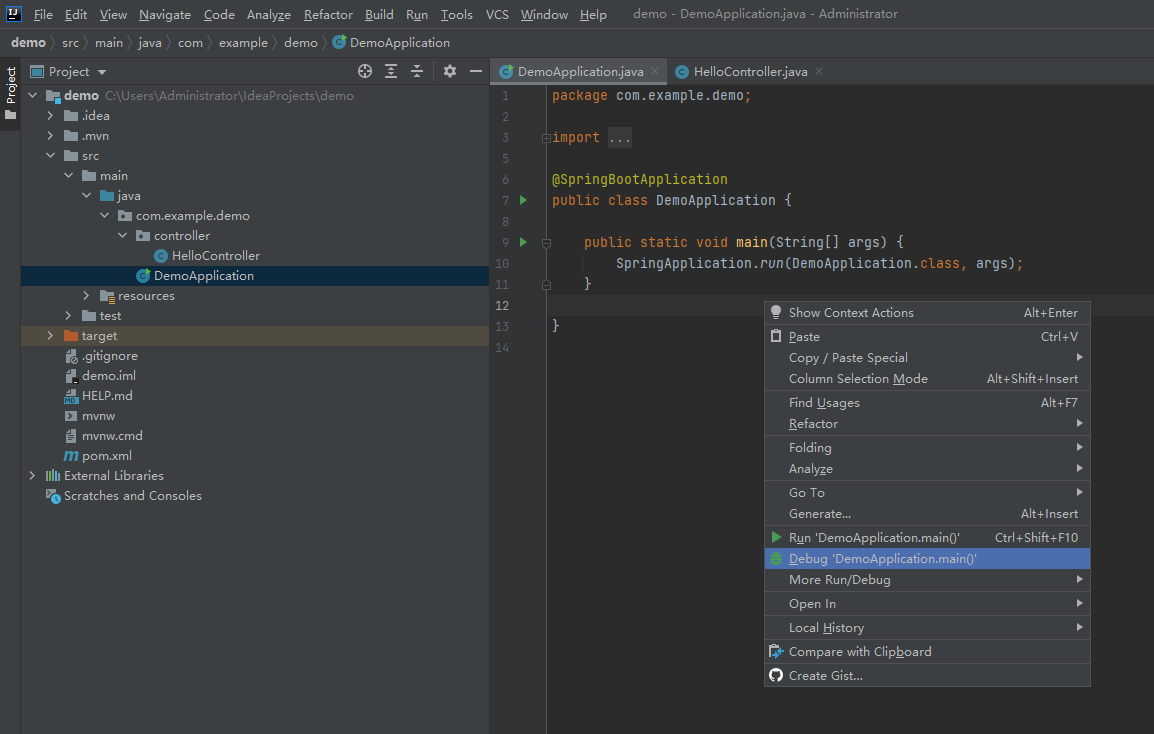 IJ File Edit View Navigate Code Analyze Refactor Build Run Tools VCS Window Help demo - DemoApplication.java - Administrator
demo src main java com example demo DemoApplication
Project
Project
demo C:\Users\Administrator\IdeaProjects\demo
.idea
.mvn
src
main
java
com.example.demo
controller
HelloController
DemoApplication
resources
test
target
.gitignore
demo.iml
HELP.md
mvnw
mvnw.cmd
pom.xml
External Libraries
Scratches and Consoles
DemoApplication.java HelloController.java
1 package com.example.demo;
2
3 import ...
5
6 @SpringBootApplication
7 public class DemoApplication {
8
9 public static void main(String[] args) {
10 SpringApplication.run(DemoApplication.class, args);
11 }
12
13 }
14
Show Context Actions Alt+Enter
Paste Ctrl+V
Copy / Paste Special
Column Selection Mode Alt+Shift+Insert
Find Usages Alt+F7
Refactor
Folding
Analyze
Go To
Generate... Alt+Insert
Run 'DemoApplication.main()' Ctrl+Shift+F10
Debug 'DemoApplication.main()'
More Run/Debug
Open In
Local History
Compare with Clipboard
Create Gist...